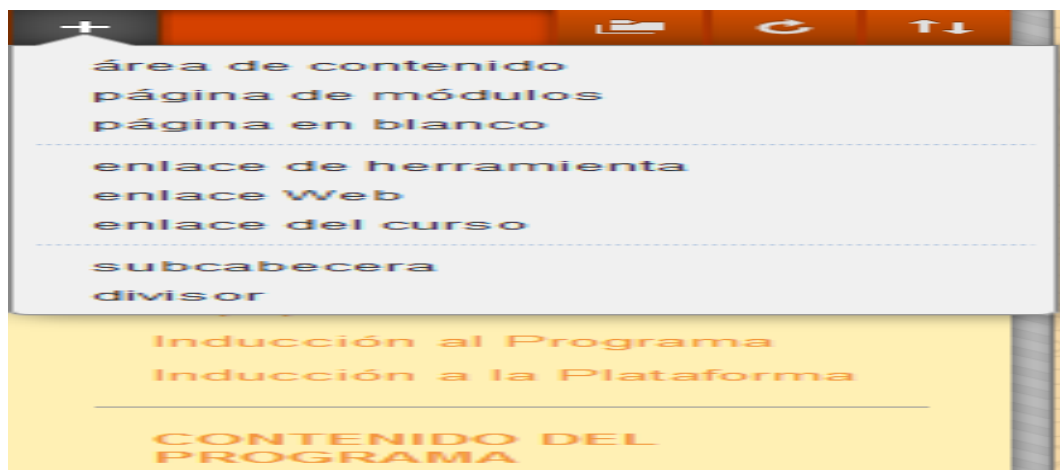 área de contenido
página de módulos
página en blanco
enlace de herramienta
enlace Web
enlace del curso
subcabecera
divisor
Inducción al Programa
Inducción a la Plataforma
CONTENIDO DEL
PROGRAMA